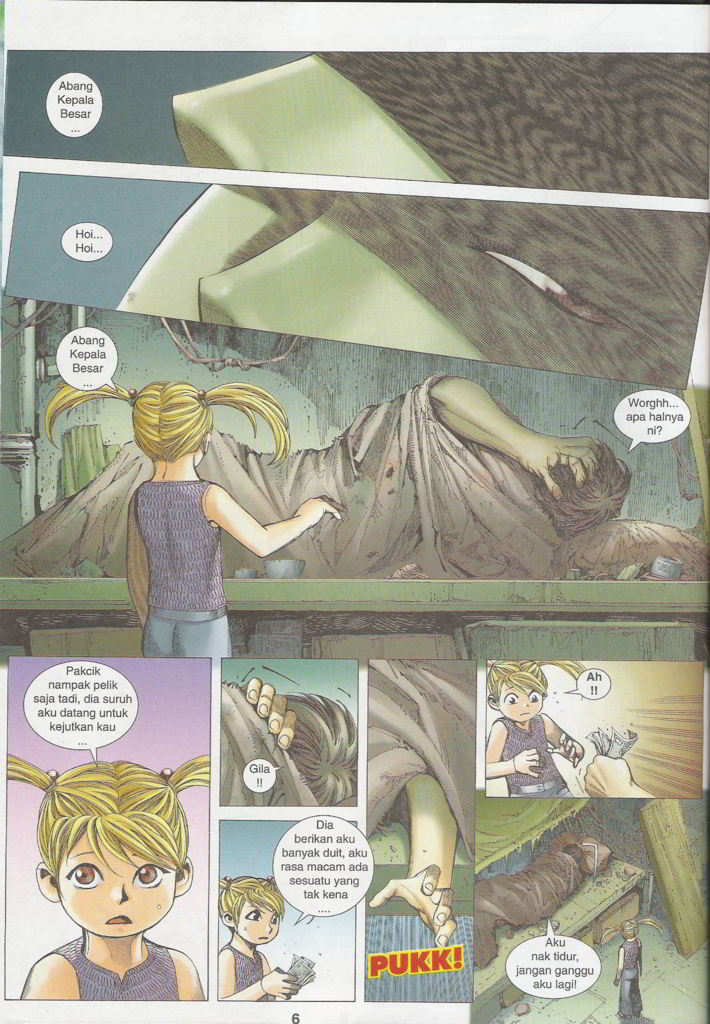 Abang
Kepala
Besar
...
Hoi...
Hoi...
Abang
Kepala
Besar
...
Worghh...
apa halnya
ni?
Pakcik
nampak pelik
saja tadi, dia suruh
aku datang untuk
kejutkan kau
...
Gila
!!
Dia
berikan aku
banyak duit, aku
rasa macam ada
sesuatu yang
tak kena
.....
PUKK!
Ah
!!
Aku
nak tidur,
jangan ganggu
aku lagi!
6